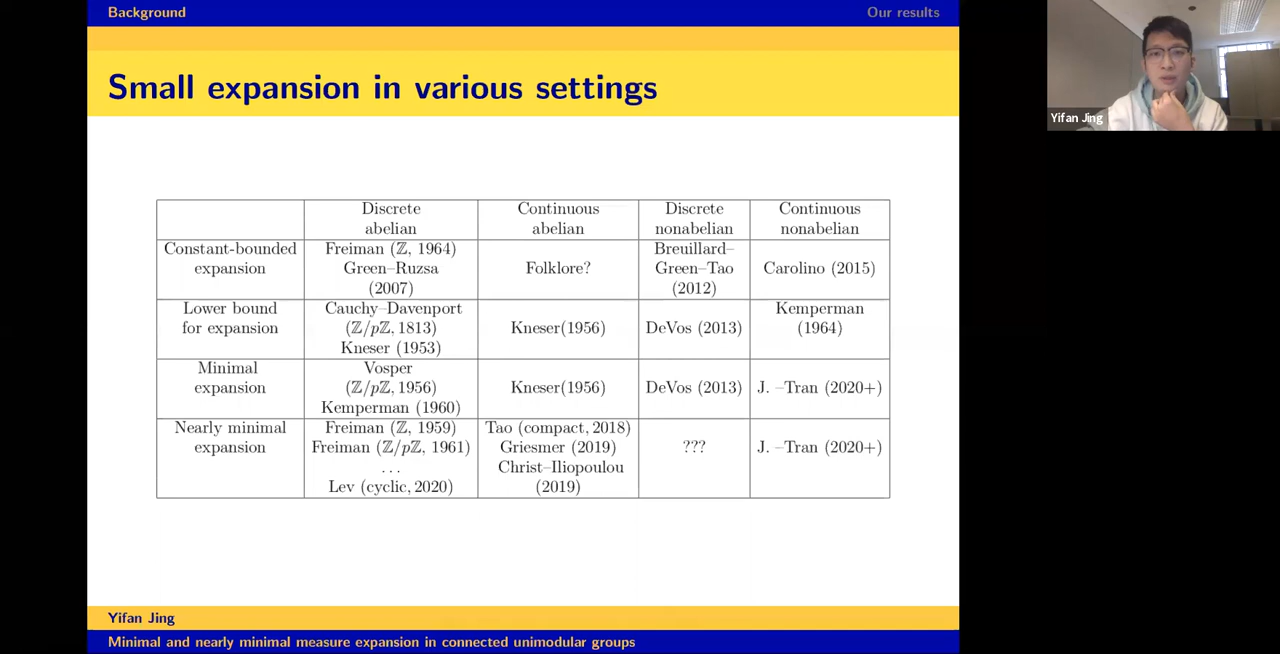 Background
Our results
Small expansion in various settings
Yifan Jing
Discrete
abelian
Continuous
abelian
Discrete
nonabelian
Continuous
nonabelian
Constant-bounded
expansion
Freiman (ℤ, 1964)
Green–Ruzsa
(2007)
Folklore?
Breuillard–
Green–Tao
(2012)
Carolino (2015)
Lower bound
for expansion
Cauchy–Davenport
(ℤ/pℤ, 1813)
Kneser (1953)
Kneser(1956)
DeVos (2013)
Kemperman
(1964)
Minimal
expansion
Vosper
(ℤ/pℤ, 1956)
Kemperman (1960)
Kneser(1956)
DeVos (2013)
J. –Tran (2020+)
Nearly minimal
expansion
Freiman (ℤ, 1959)
Freiman (ℤ/pℤ, 1961)
...
Lev (cyclic, 2020)
Tao (compact, 2018)
Griesmer (2019)
Christ–Iliopoulou
(2019)
???
J. –Tran (2020+)
Yifan Jing
Minimal and nearly minimal measure expansion in connected unimodular groups